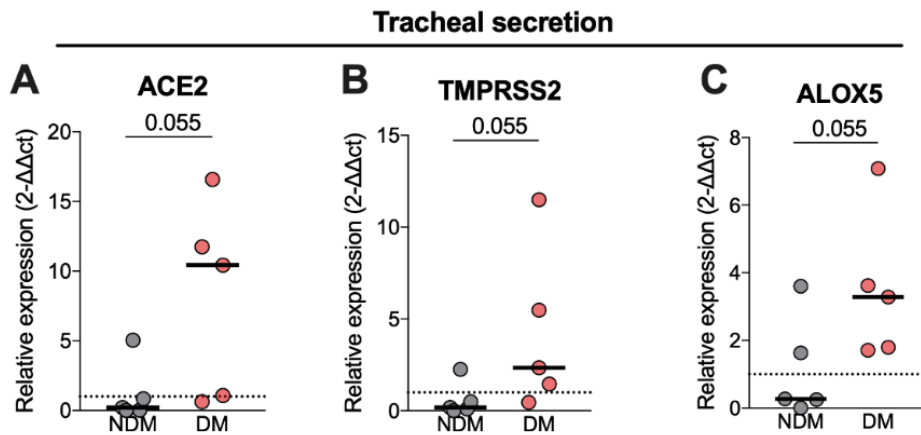 Tracheal secretion
A
ACE2
Relative expression (2-ΔΔct)
20
15
10
5
0
0.055
NDM
DM
B
TMPRSS2
Relative expression (2-ΔΔct)
15
10
5
0
0.055
NDM
DM
C
ALOX5
Relative expression (2-ΔΔct)
8
6
4
2
0
0.055
NDM
DM